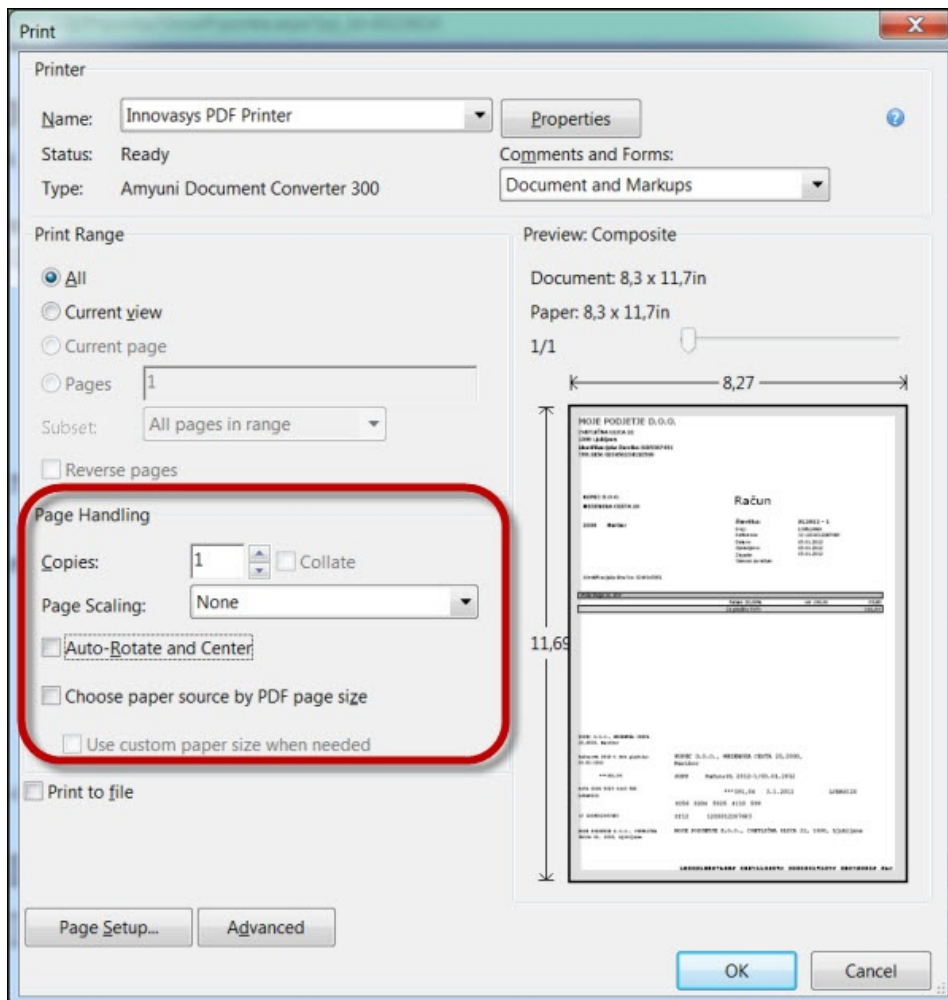 Print
Printer
Name:
Innovasys PDF Printer
Properties
Status:
Ready
Comments and Forms:
Type:
Amyuni Document Converter 300
Document and Markups
Print Range
All
Current view
Current page
Pages
1
Subset:
All pages in range
Reverse pages
Page Handling
Copies:
1
Collate
Page Scaling:
None
Auto-Rotate and Center
Choose paper source by PDF page size
Use custom paper size when needed
Print to file
Page Setup...
Advanced
Preview: Composite
Document: 8,3 x 11,7in
Paper: 8,3 x 11,7in
1/1
8,27
11,69
MOJE PODJETJE D.O.O.
Račun
OK
Cancel